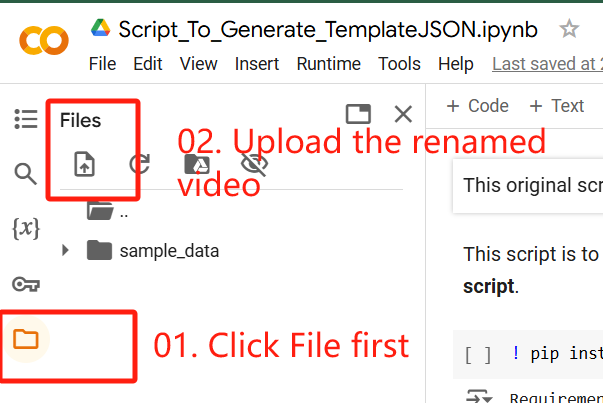 Script_To_Generate_TemplateJSON.ipynb
File Edit View Insert Runtime Tools Help Last saved at 2
Files
+ Code + Text
02. Upload the renamed
video
This original scr
..
{x}
sample_data
This script is to
script.
01. Click File first
[ ] ! pip inst
Requiremen